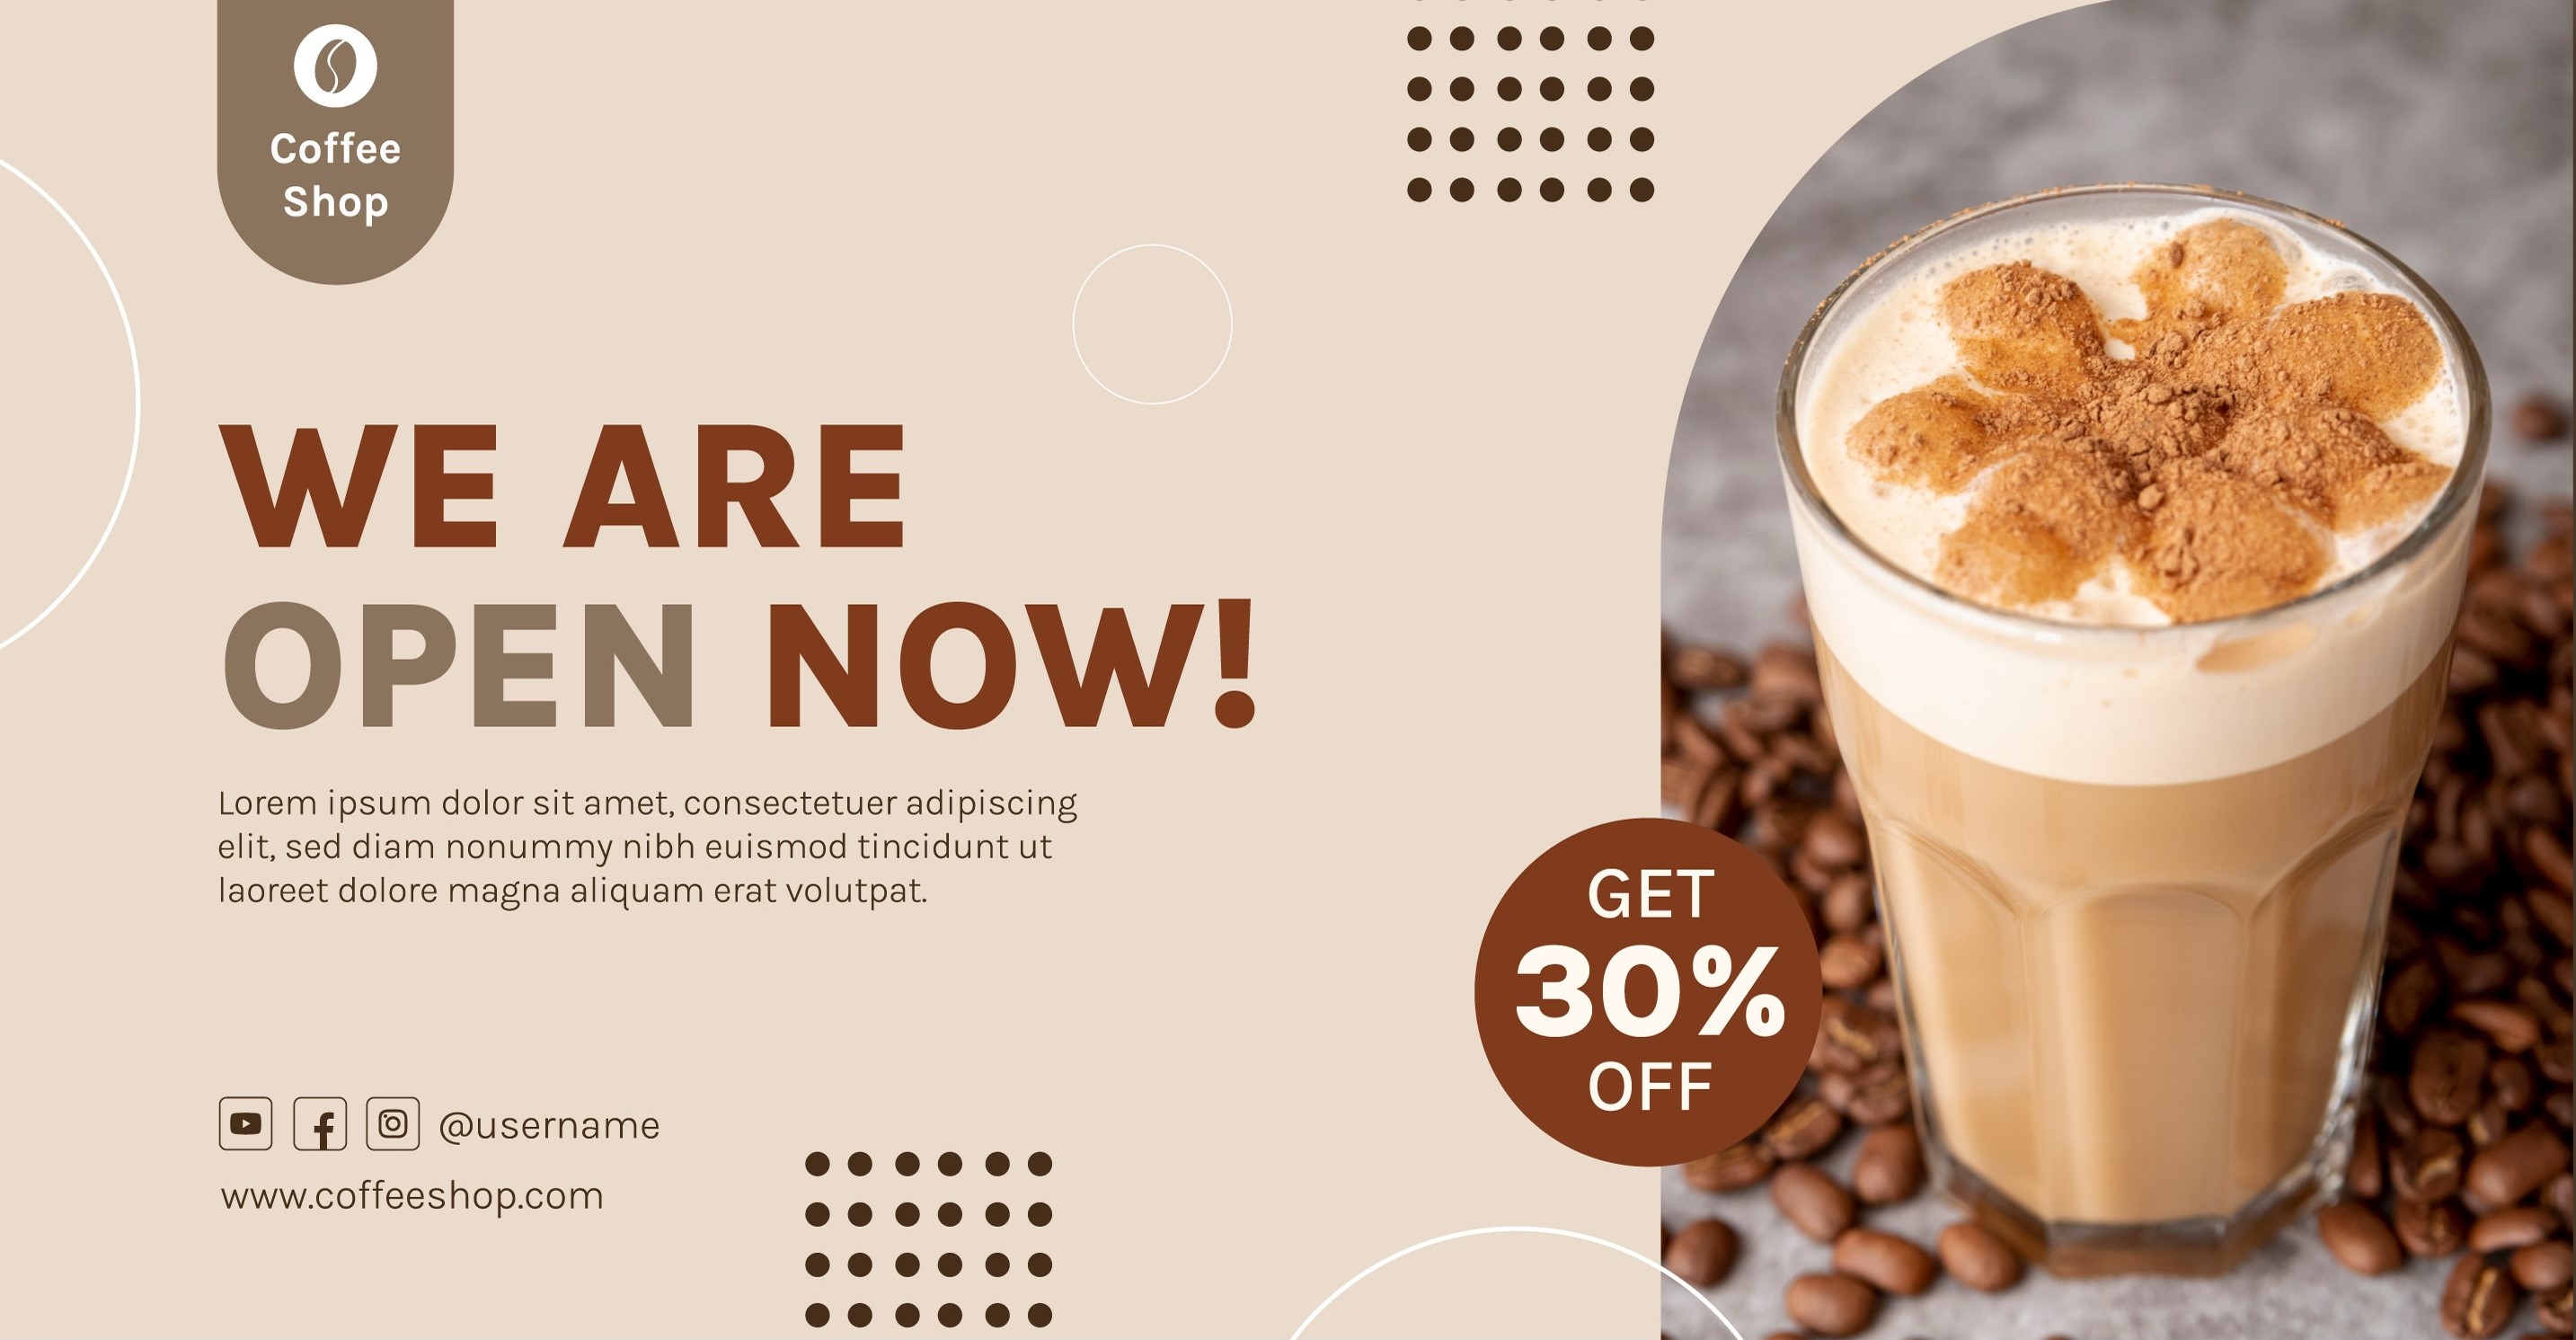 Coffee
Shop
WE ARE
OPEN NOW!
Lorem ipsum dolor sit amet, consectetuer adipiscing
elit, sed diam nonummy nibh euismod tincidunt ut
laoreet dolore magna aliquam erat volutpat.
GET
30%
OFF
@username
www.coffeeshop.com